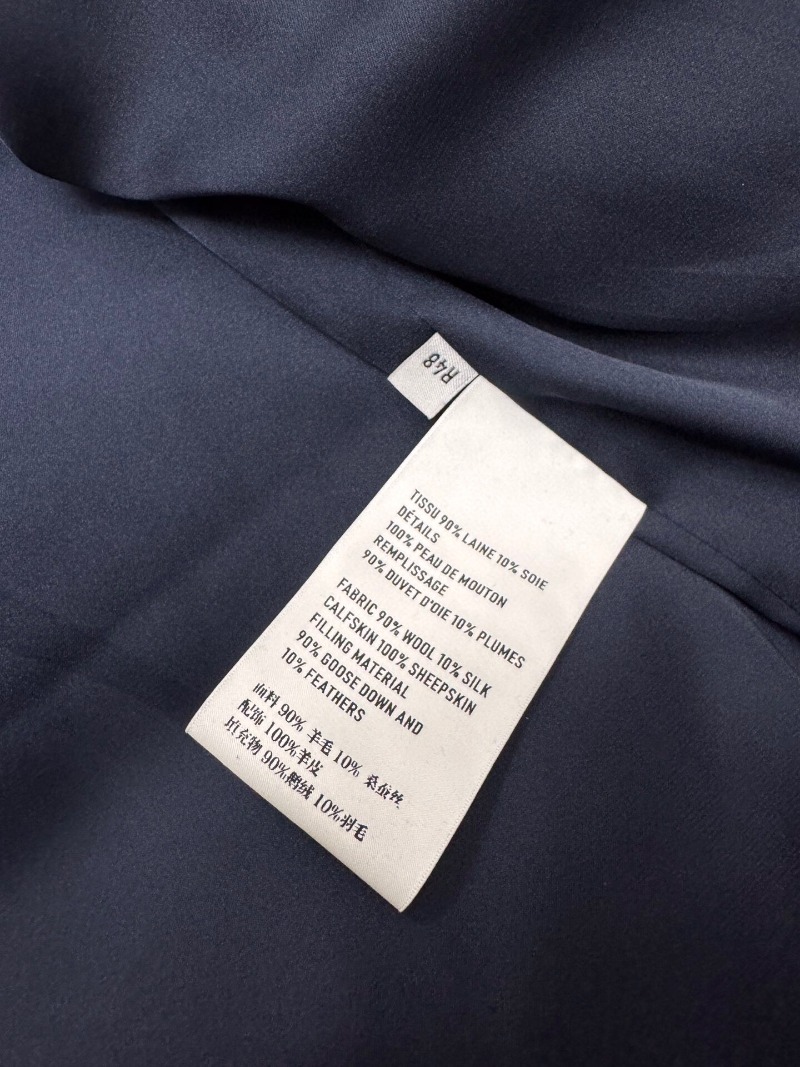 R48
TISSU 90% LAINE 10% SOIE
DÉTAILS
100% PEAU DE MOUTON
REMPLISSAGE
90% DUVET D'OIE 10% PLUMES
FABRIC 90% WOOL 10% SILK
CALFSKIN 100% SHEEPSKIN
FILLING MATERIAL
90% GOOSE DOWN AND
10% FEATHERS
面料 90% 羊毛 10% 桑蚕丝
配饰 100%羊皮
填充物 90%鹅绒 10%羽毛